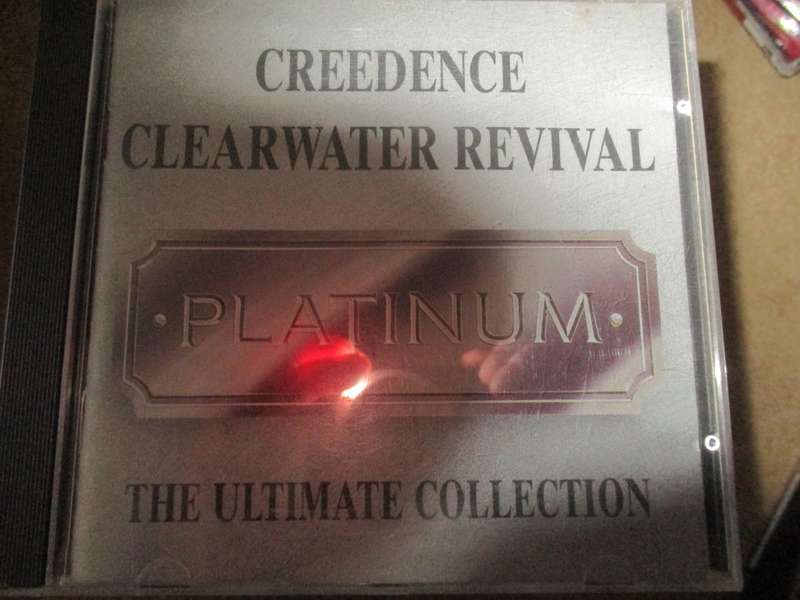 CREEDENCE
CLEARWATER REVIVAL
PLATINUM
THE ULTIMATE COLLECTION